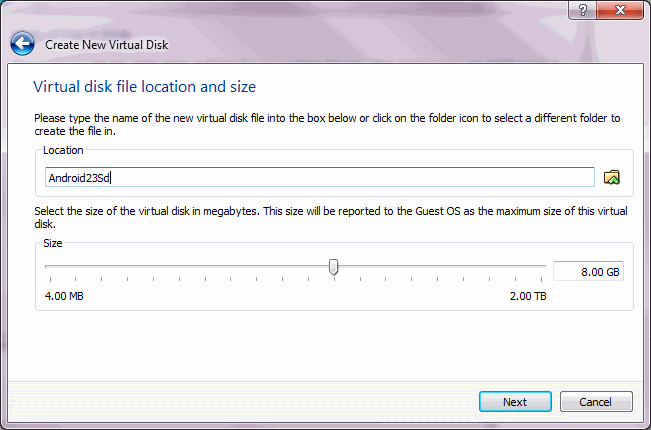 ?
Create New Virtual Disk
Virtual disk file location and size
Please type the name of the new virtual disk file into the box below or click on the folder icon to select a different folder to
create the file in.
Location
Android23Sd
Select the size of the virtual disk in megabytes. This size will be reported to the Guest OS as the maximum size of this virtual
disk.
Size
8.00 GB
4.00 MB 2.00 TB
Next Cancel